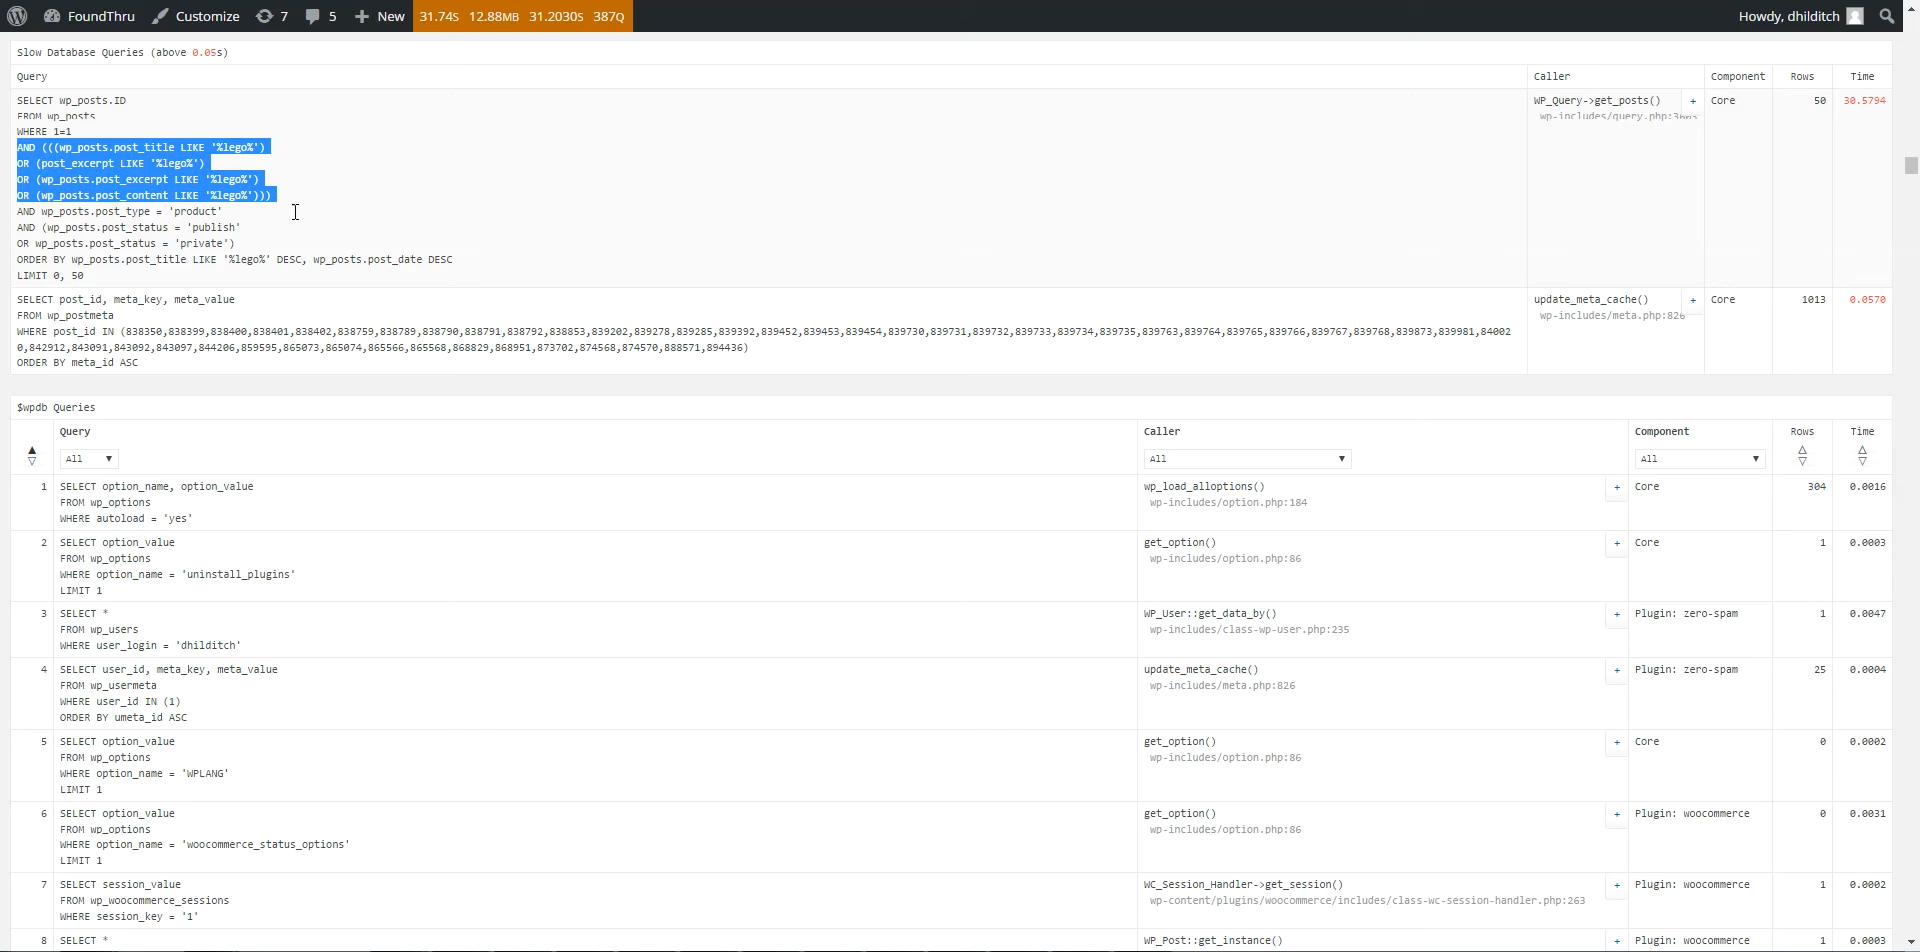 FoundThru Customize 7 5 New 31.74S 12.88MB 31.2030S 387Q Howdy, dhilditch
Slow Database Queries (above 0.05s)
Query Caller Component Rows Time
SELECT wp_posts.ID WP_Query->get_posts() + Core 50 30.5794
FROM wp_posts
WHERE 1=1
AND (((wp_posts.post_title LIKE '%lego%')
OR (post_excerpt LIKE '%lego%')
OR (wp_posts.post_excerpt LIKE '%lego%')
OR (wp_posts.post_content LIKE '%lego%')))
AND wp_posts.post_type = 'product'
AND (wp_posts.post_status = 'publish'
OR wp_posts.post_status = 'private')
ORDER BY wp_posts.post_title LIKE '%lego%' DESC, wp_posts.post_date DESC
LIMIT 0, 50
SELECT post_id, meta_key, meta_value update_meta_cache() + Core 1013 0.0570
FROM wp_postmeta wp-includes/meta.php:826
WHERE post_id IN (838350,838399,838400,838401,838402,838759,838789,838790,838791,838792,838853,839202,839278,839285,839392,839452,839453,839454,839730,839731,839732,839733,839734,839735,839763,839764,839765,839766,839767,839768,839873,839981,84002
0,842912,843091,843092,843097,844206,859595,865073,865074,865566,865568,868829,868951,873702,874568,874570,888571,894436)
ORDER BY meta_id ASC
$wpdb Queries
Query Caller Component Rows Time
All All All
1 SELECT option_name, option_value wp_load_alloptions() + Core 304 0.0016
FROM wp_options wp-includes/option.php:184
WHERE autoload = 'yes'
2 SELECT option_value get_option() + Core 1 0.0003
FROM wp_options wp-includes/option.php:86
WHERE option_name = 'uninstall_plugins'
LIMIT 1
3 SELECT * WP_User::get_data_by() + Plugin: zero-spam 1 0.0047
FROM wp_users wp-includes/class-wp-user.php:235
WHERE user_login = 'dhilditch'
4 SELECT user_id, meta_key, meta_value update_meta_cache() + Plugin: zero-spam 25 0.0004
FROM wp_usermeta wp-includes/meta.php:826
WHERE user_id IN (1)
ORDER BY umeta_id ASC
5 SELECT option_value get_option() + Core 0 0.0002
FROM wp_options wp-includes/option.php:86
WHERE option_name = 'WPLANG'
LIMIT 1
6 SELECT option_value get_option() + Plugin: woocommerce 0 0.0031
FROM wp_options wp-includes/option.php:86
WHERE option_name = 'woocommerce_status_options'
LIMIT 1
7 SELECT session_value WC_Session_Handler->get_session() + Plugin: woocommerce 1 0.0002
FROM wp_woocommerce_sessions wp-content/plugins/woocommerce/includes/class-wc-session-handler.php:263
WHERE session_key = '1'
8 SELECT * WP_Post::get_instance() + Plugin: woocommerce 1 0.0003